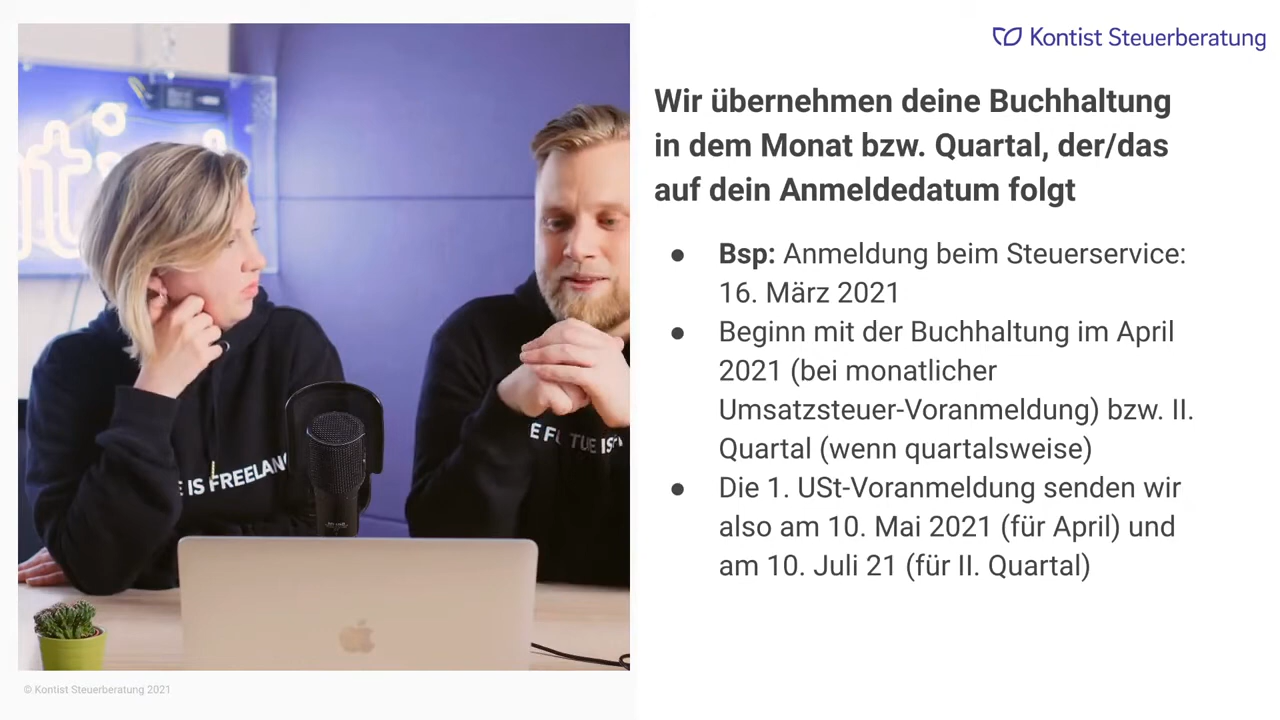 Kontist Steuerberatung
Wir übernehmen deine Buchhaltung
in dem Monat bzw. Quartal, der/das
auf dein Anmeldedatum folgt
● Bsp: Anmeldung beim Steuerservice:
16. März 2021
● Beginn mit der Buchhaltung im April
2021 (bei monatlicher
Umsatzsteuer-Voranmeldung) bzw. II.
Quartal (wenn quartalsweise)
● Die 1. USt-Voranmeldung senden wir
also am 10. Mai 2021 (für April) und
am 10. Juli 21 (für II. Quartal)
IS FREELANC
© Kontist Steuerberatung 2021